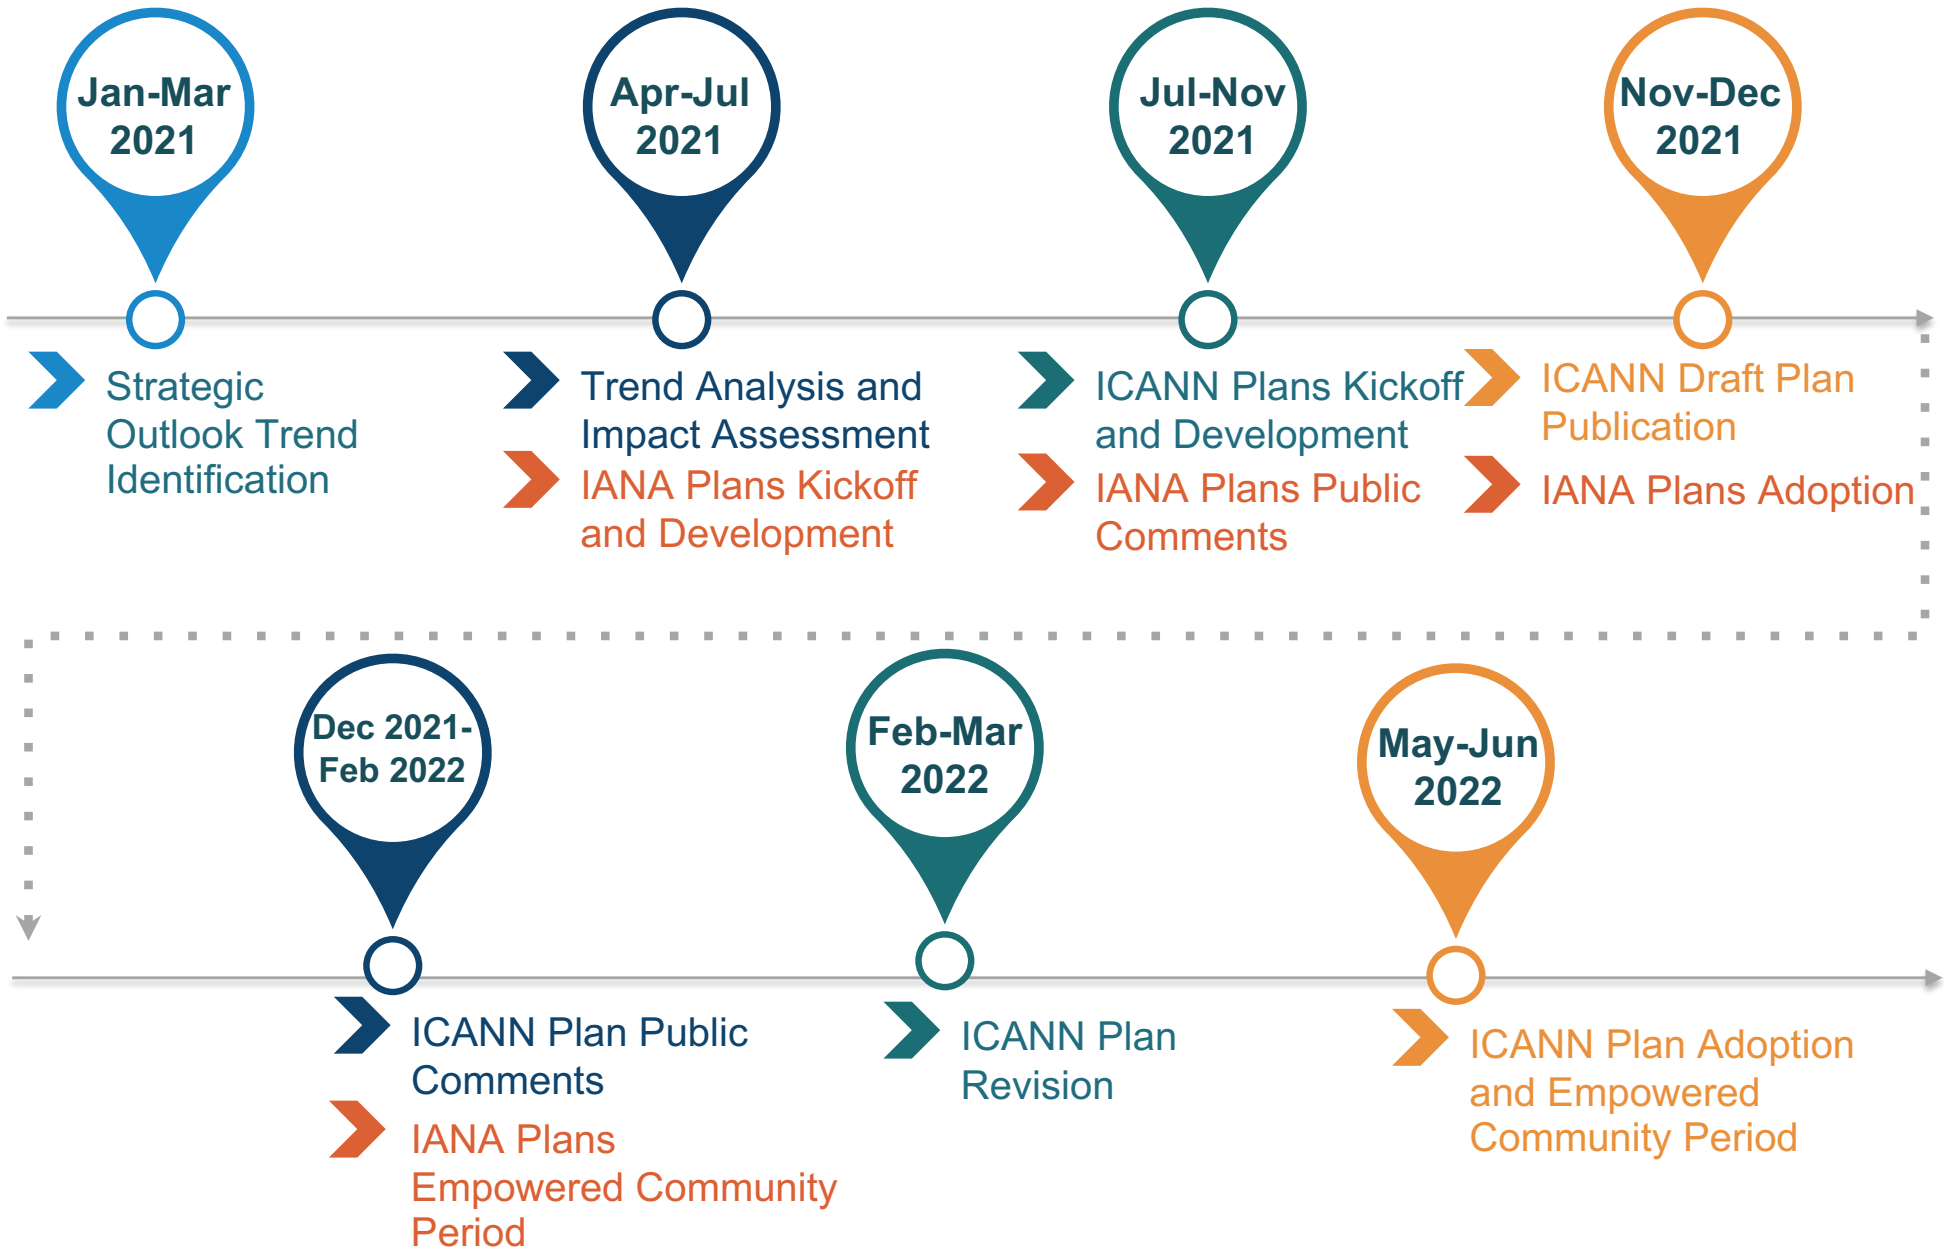 Jan-Mar
2021
Apr-Jul
2021
Jul-Nov
2021
Nov-Dec
2021
Strategic
Outlook Trend
Identification
Trend Analysis and
Impact Assessment
IANA Plans Kickoff
and Development
ICANN Plans Kickoff
and Development
IANA Plans Public
Comments
ICANN Draft Plan
Publication
IANA Plans Adoption
Dec 2021-
Feb 2022
Feb-Mar
2022
May-Jun
2022
ICANN Plan Public
Comments
IANA Plans
Empowered Community
Period
ICANN Plan
Revision
ICANN Plan Adoption
and Empowered
Community Period